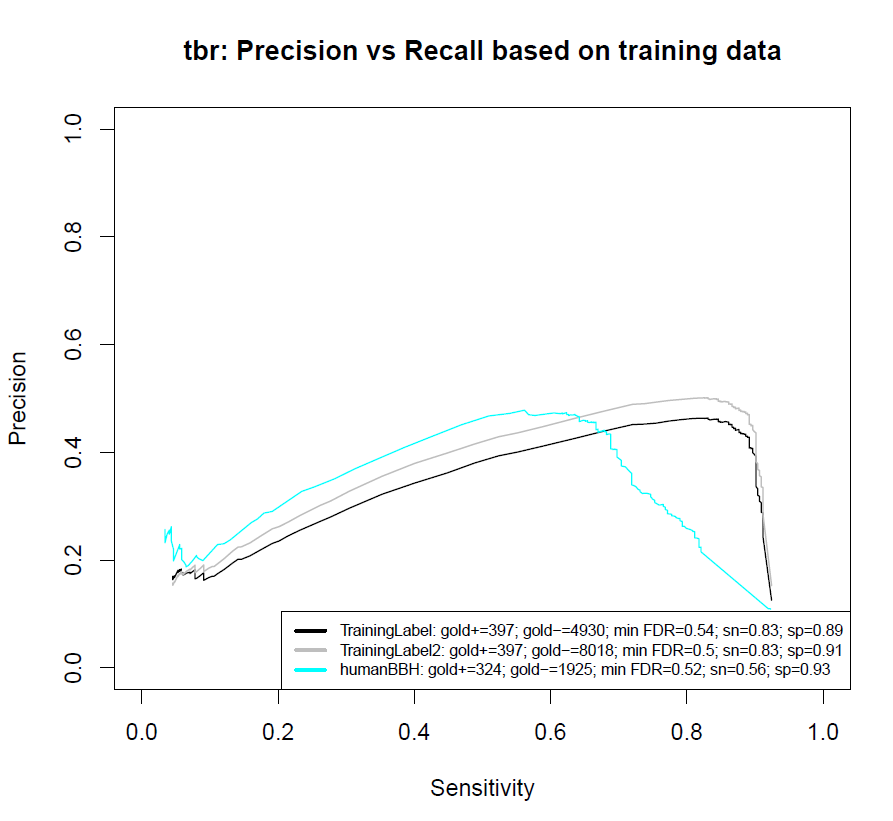 tbr: Precision vs Recall based on training data
1.0
0.8
0.6
0.4
0.2
0.0
Precision
TrainingLabel: gold+=397; gold−=4930; min FDR=0.54; sn=0.83; sp=0.89
TrainingLabel2: gold+=397; gold−=8018; min FDR=0.5; sn=0.83; sp=0.91
humanBBH: gold+=324; gold−=1925; min FDR=0.52; sn=0.56; sp=0.93
0.0 0.2 0.4 0.6 0.8 1.0
Sensitivity